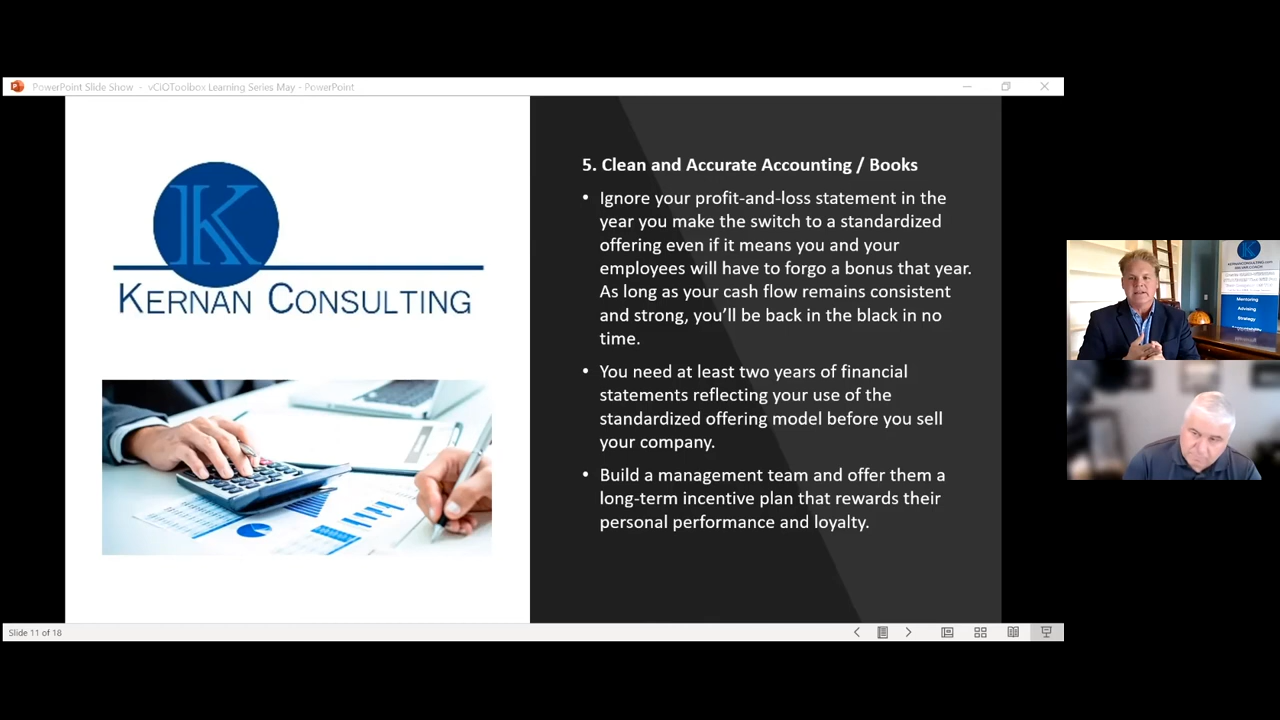 PowerPoint Slide Show - vCIOToolbox Learning Series May - PowerPoint
K
KERNAN CONSULTING
5. Clean and Accurate Accounting / Books
• Ignore your profit-and-loss statement in the
year you make the switch to a standardized
offering even if it means you and your
employees will have to forgo a bonus that year.
As long as your cash flow remains consistent
and strong, you’ll be back in the black in no
time.
• You need at least two years of financial
statements reflecting your use of the
standardized offering model before you sell
your company.
• Build a management team and offer them a
long-term incentive plan that rewards their
personal performance and loyalty.
Slide 11 of 18
Mentoring
Advising
Strategy